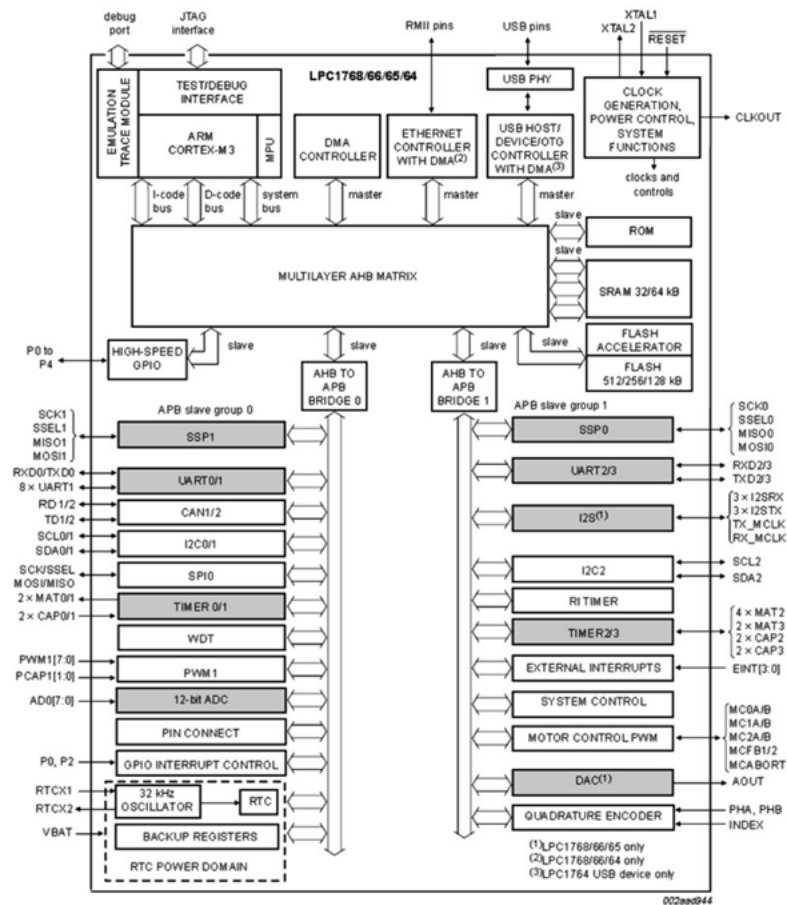 debug
port
JTAG
interface
RMII pins
USB pins
XTAL1
XTAL2
RESET
LPC1768/66/65/64
EMULATION
TRACE MODULE
TEST/DEBUG
INTERFACE
ARM
CORTEX-M3
MPU
DMA
CONTROLLER
ETHERNET
CONTROLLER
WITH DMA(2)
USB PHY
USB HOST/
DEVICE/OTG
CONTROLLER
WITH DMA(3)
CLOCK
GENERATION,
POWER CONTROL,
SYSTEM
FUNCTIONS
CLKOUT
clocks and
controls
I-code
bus
D-code
bus
system
bus
master
master
master
MULTILAYER AHB MATRIX
slave
ROM
slave
SRAM 32/64 kB
FLASH
ACCELERATOR
FLASH
512/256/128 kB
P0 to
P4
HIGH-SPEED
GPIO
slave
slave
slave
slave
AHB TO
APB
BRIDGE 0
AHB TO
APB
BRIDGE 1
APB slave group 0
SCK1
SSEL1
MISO1
MOSI1
SSP1
RXD0/TXD0
8 × UART1
UART0/1
RD1/2
TD1/2
CAN1/2
SCL0/1
SDA0/1
I2C0/1
SCK/SSEL
MOSI/MISO
SPI0
2 × MAT0/1
2 × CAP0/1
TIMER 0/1
WDT
PWM1[7:0]
PCAP1[1:0]
PWM1
AD0[7:0]
12-bit ADC
PIN CONNECT
P0, P2
GPIO INTERRUPT CONTROL
RTCX1
RTCX2
32 kHz
OSCILLATOR
RTC
VBAT
BACKUP REGISTERS
RTC POWER DOMAIN
APB slave group 1
SSP0
SCK0
SSEL0
MISO0
MOSI0
UART2/3
RXD2/3
TXD2/3
I2S(1)
3 × I2SRX
3 × I2STX
TX_MCLK
RX_MCLK
I2C2
SCL2
SDA2
RI TIMER
TIMER2/3
4 × MAT2
2 × MAT3
2 × CAP2
2 × CAP3
EXTERNAL INTERRUPTS
EINT[3:0]
SYSTEM CONTROL
MOTOR CONTROL PWM
MC0A/B
MC1A/B
MC2A/B
MCFB1/2
MCABORT
DAC(1)
AOUT
QUADRATURE ENCODER
PHA, PHB
INDEX
(1)LPC1768/66/65 only
(2)LPC1768/66/64 only
(3)LPC1764 USB device only
002aad944